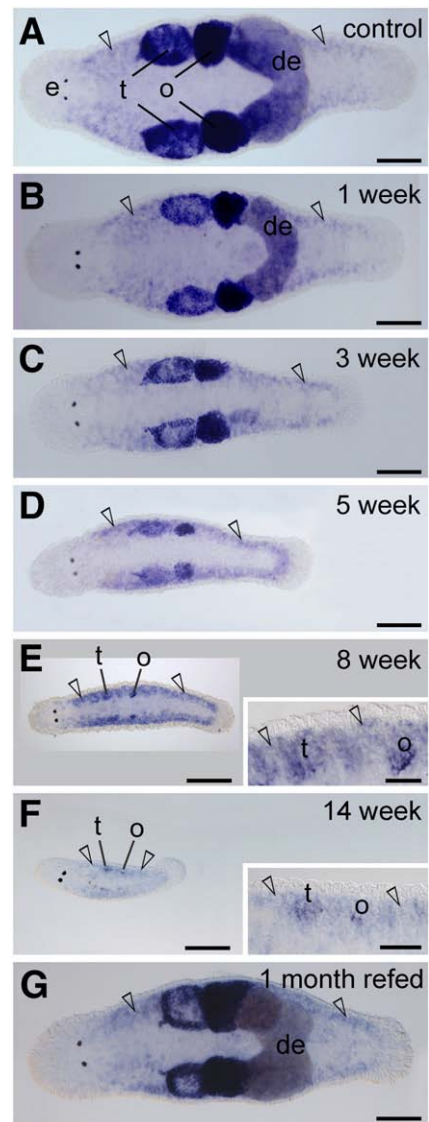 A control
e t o de
B 1 week
de
C 3 week
D 5 week
E 8 week
t o
t o
F 14 week
t o
t o
G 1 month refed
de